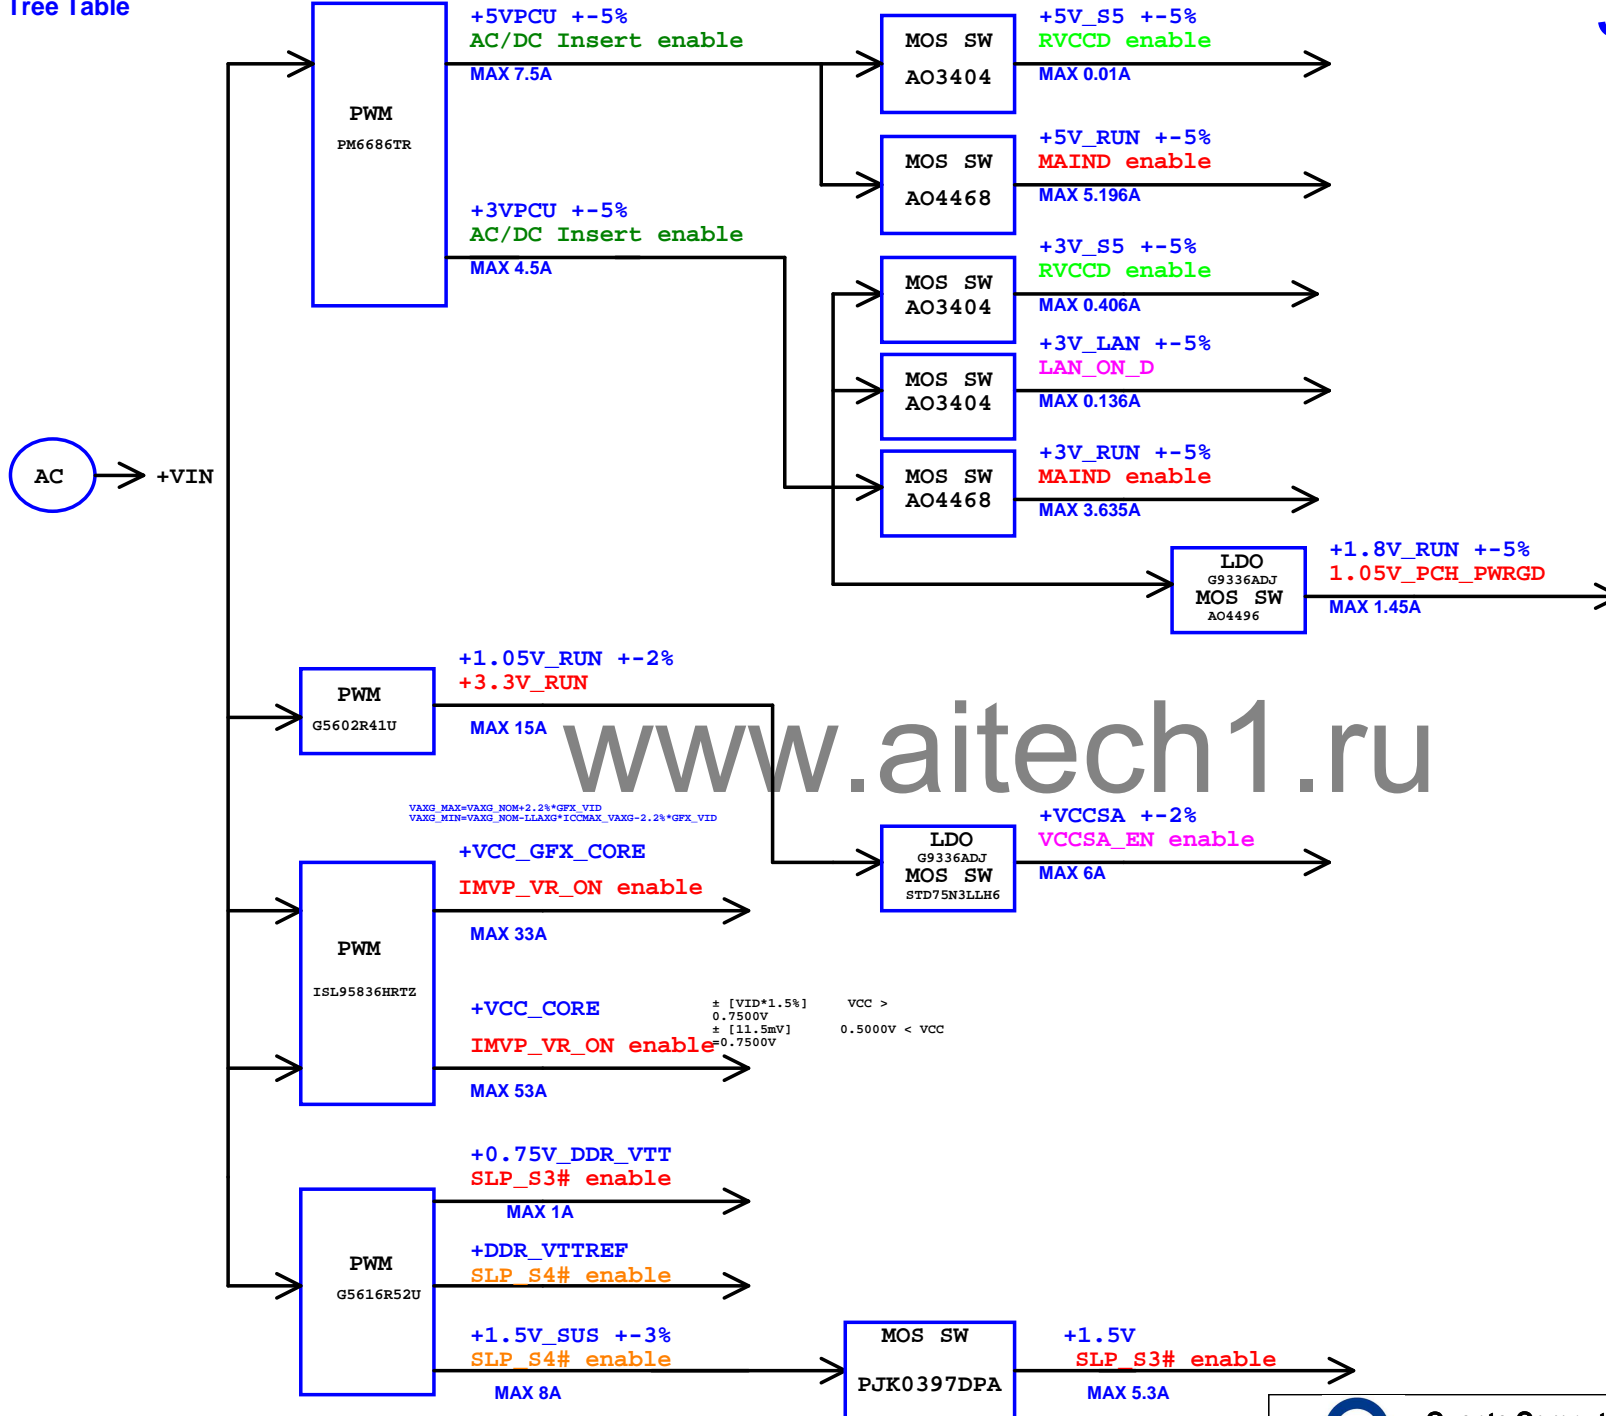 Tree Table
+5VPCU +-5%
AC/DC Insert enable
MAX 7.5A
PWM
PM6686TR
+3VPCU +-5%
AC/DC Insert enable
MAX 4.5A
MOS SW
AO3404
+5V_S5 +-5%
RVCCD enable
MAX 0.01A
MOS SW
AO4468
+5V_RUN +-5%
MAIND enable
MAX 5.196A
MOS SW
AO3404
+3V_S5 +-5%
RVCCD enable
MAX 0.406A
MOS SW
AO3404
+3V_LAN +-5%
LAN_ON_D
MAX 0.136A
MOS SW
AO4468
+3V_RUN +-5%
MAIND enable
MAX 3.635A
AC
+VIN
LDO
G9336ADJ
MOS SW
AO4496
+1.8V_RUN +-5%
1.05V_PCH_PWRGD
MAX 1.45A
PWM
G5602R41U
+1.05V_RUN +-2%
+3.3V_RUN
MAX 15A
www.aitech1.ru
VAXG_MAX=VAXG_NOM+2.2%*GFX_VID
VAXG_MIN=VAXG_NOM-LLAXG*ICCMAX_VAXG-2.2%*GFX_VID
LDO
G9336ADJ
MOS SW
STD75N3LLH6
+VCCSA +-2%
VCCSA_EN enable
MAX 6A
+VCC_GFX_CORE
IMVP_VR_ON enable
MAX 33A
PWM
ISL95836HRTZ
+VCC_CORE
IMVP_VR_ON enable
MAX 53A
± [VID*1.5%] VCC >
0.7500V
± [11.5mV] 0.5000V < VCC
=0.7500V
+0.75V_DDR_VTT
SLP_S3# enable
MAX 1A
PWM
G5616R52U
+DDR_VTTREF
SLP_S4# enable
+1.5V_SUS +-3%
SLP_S4# enable
MAX 8A
MOS SW
PJK0397DPA
+1.5V
SLP_S3# enable
MAX 5.3A